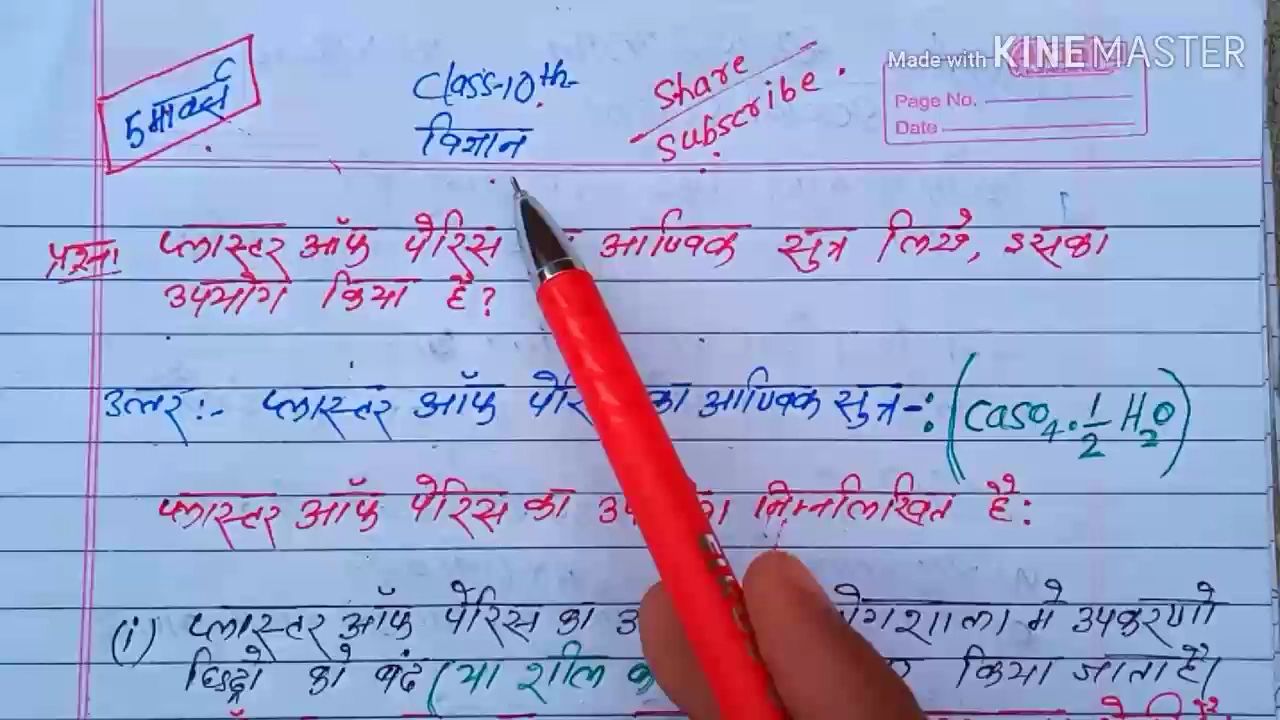 Made with KINEMASTER
5 मार्क्स
Class-10th
विज्ञान
Share
Subscribe
Page No.
Date
प्रश्न। प्लास्टर ऑफ पेरिस आण्विक सुत्र लिखे, इसका
उपयोग किया है?
उत्तर:- प्लास्टर ऑफ का आण्विक सुत्र-: (CaSO4.1/2 H2O)
प्लास्टर ऑफ पेरिस का निम्नलिखित है:
(i) प्लास्टर ऑफ पेरिस का मे उपकरणो
छिद्रो को बंद (या शील किया जाता है।